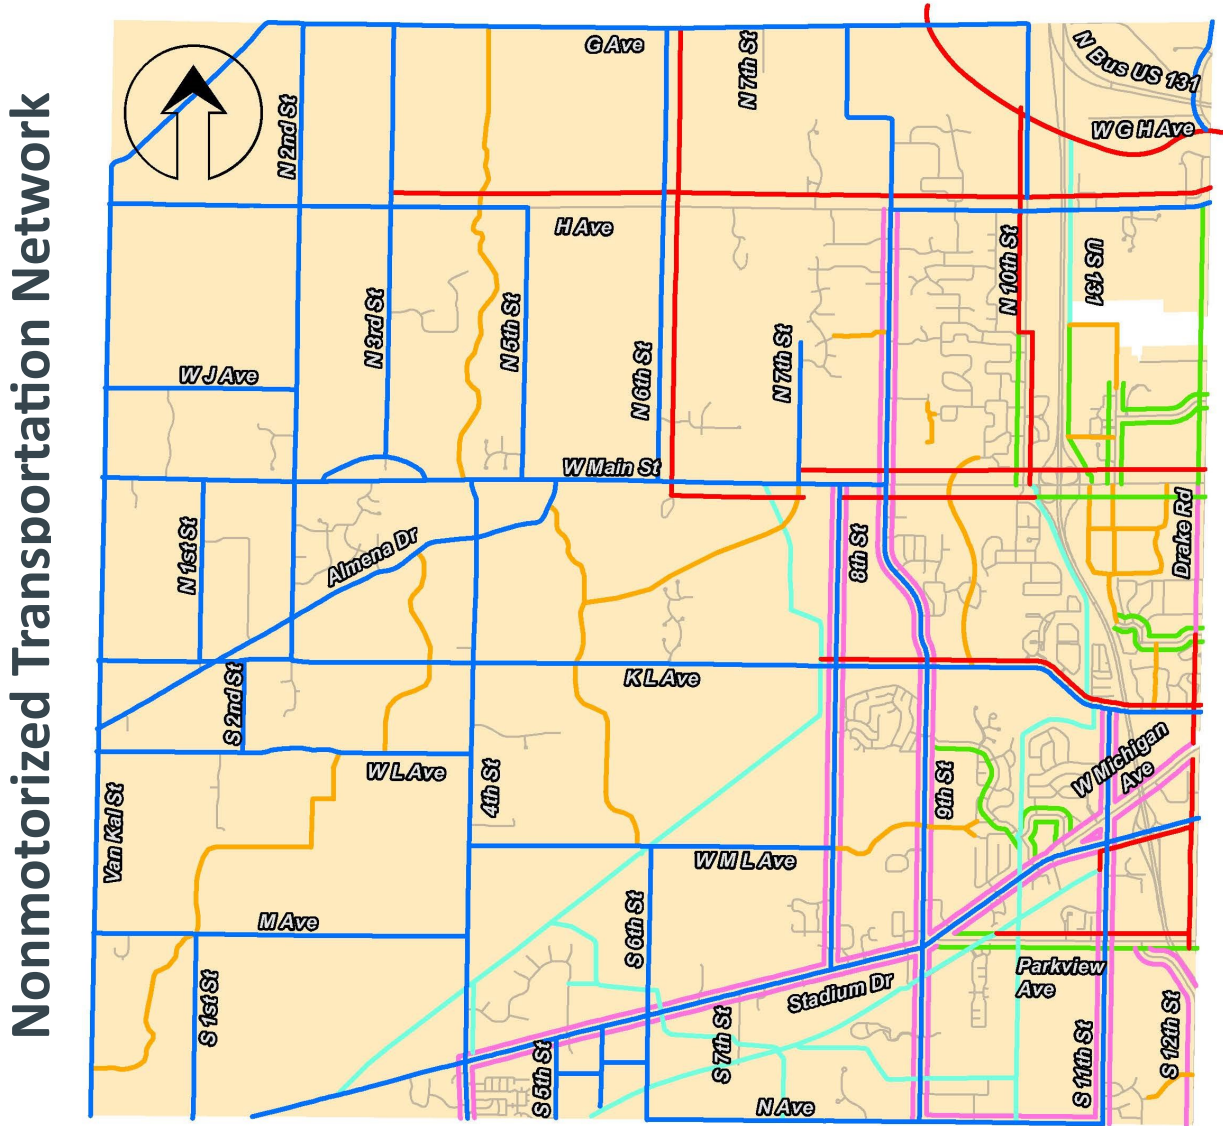 Nonmotorized Transportation Network
G Ave
N 7th St
N Bus US 131
W G H Ave
N 2nd St
H Ave
N 10th St
US 131
N 3rd St
N 5th St
N 6th St
N 7th St
W J Ave
W Main St
N 1st St
Almena Dr
8th St
Drake Rd
S 2nd St
K L Ave
W L Ave
4th St
9th St
W Michigan
Ave
Van Kal St
W M L Ave
M Ave
S 6th St
S 1st St
Stadium Dr
Parkview
Ave
S 5th St
S 7th St
S 11th St
S 12th St
N Ave